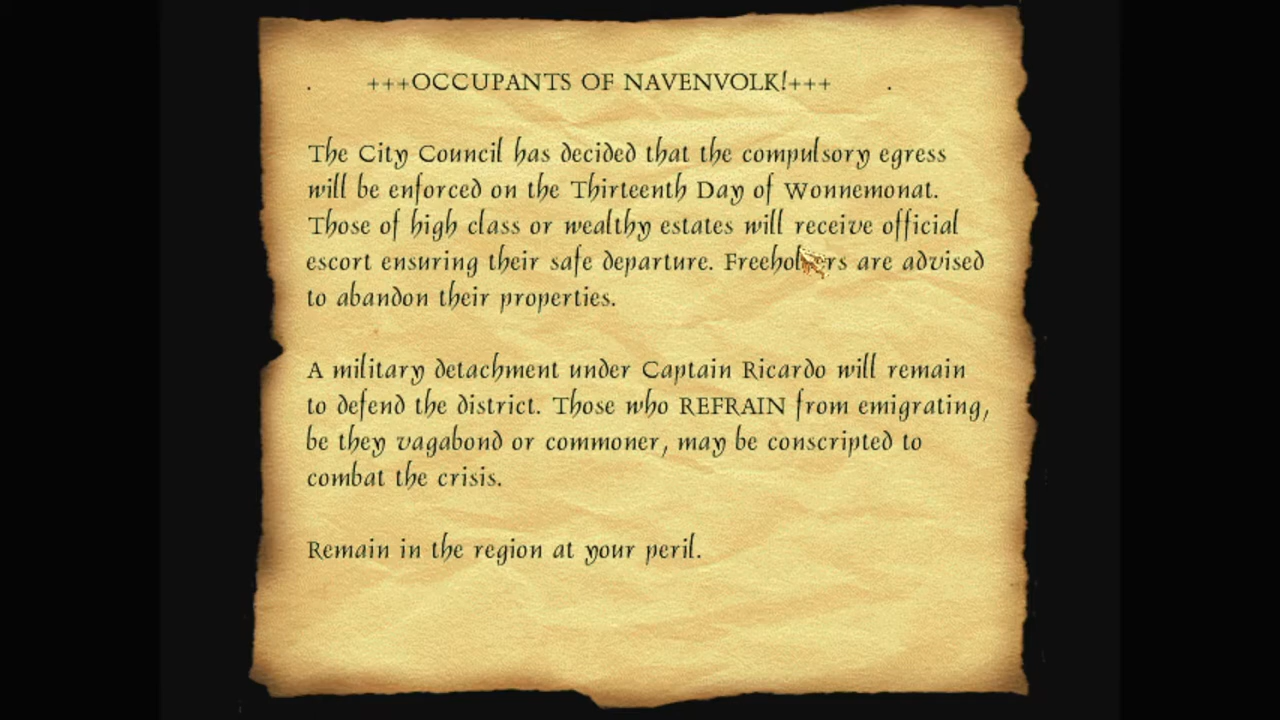 . +++OCCUPANTS OF NAVENVOLK!+++ .
The City Council has decided that the compulsory egress
will be enforced on the Thirteenth Day of Wonnemonat.
Those of high class or wealthy estates will receive official
escort ensuring their safe departure. Freeholders are advised
to abandon their properties.
A military detachment under Captain Ricardo will remain
to defend the district. Those who REFRAIN from emigrating,
be they vagabond or commoner, may be conscripted to
combat the crisis.
Remain in the region at your peril.